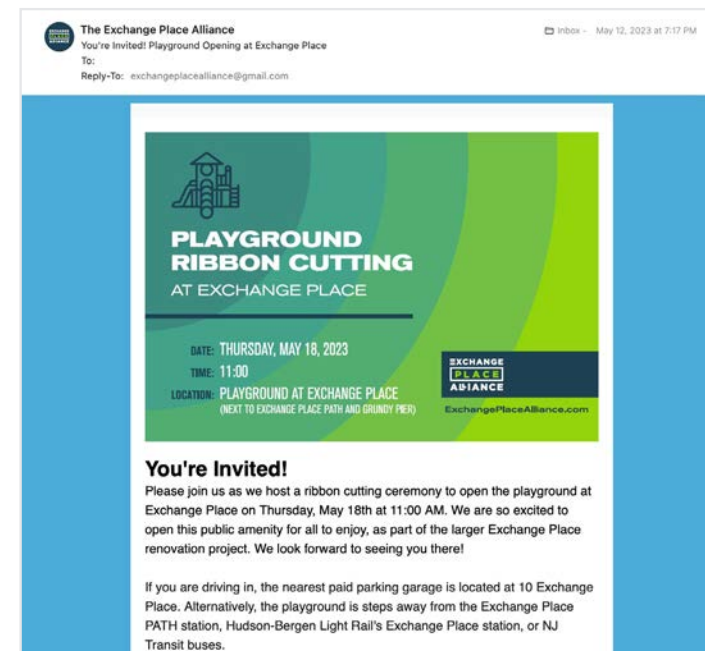 The Exchange Place Alliance
Inbox - May 12, 2023 at 7:17 PM
You're Invited! Playground Opening at Exchange Place
To:
Reply-To: exchangeplacealliance@gmail.com
EXCHANGE
PLACE
ALLIANCE
PLAYGROUND
RIBBON CUTTING
AT EXCHANGE PLACE
DATE: THURSDAY, MAY 18, 2023
TIME: 11:00
LOCATION: PLAYGROUND AT EXCHANGE PLACE
(NEXT TO EXCHANGE PLACE PATH AND GRUNDY PIER)
EXCHANGE
PLACE
ALLIANCE
ExchangePlaceAlliance.com
You're Invited!
Please join us as we host a ribbon cutting ceremony to open the playground at
Exchange Place on Thursday, May 18th at 11:00 AM. We are so excited to
open this public amenity for all to enjoy, as part of the larger Exchange Place
renovation project. We look forward to seeing you there!
If you are driving in, the nearest paid parking garage is located at 10 Exchange
Place. Alternatively, the playground is steps away from the Exchange Place
PATH station, Hudson-Bergen Light Rail's Exchange Place station, or NJ
Transit buses.